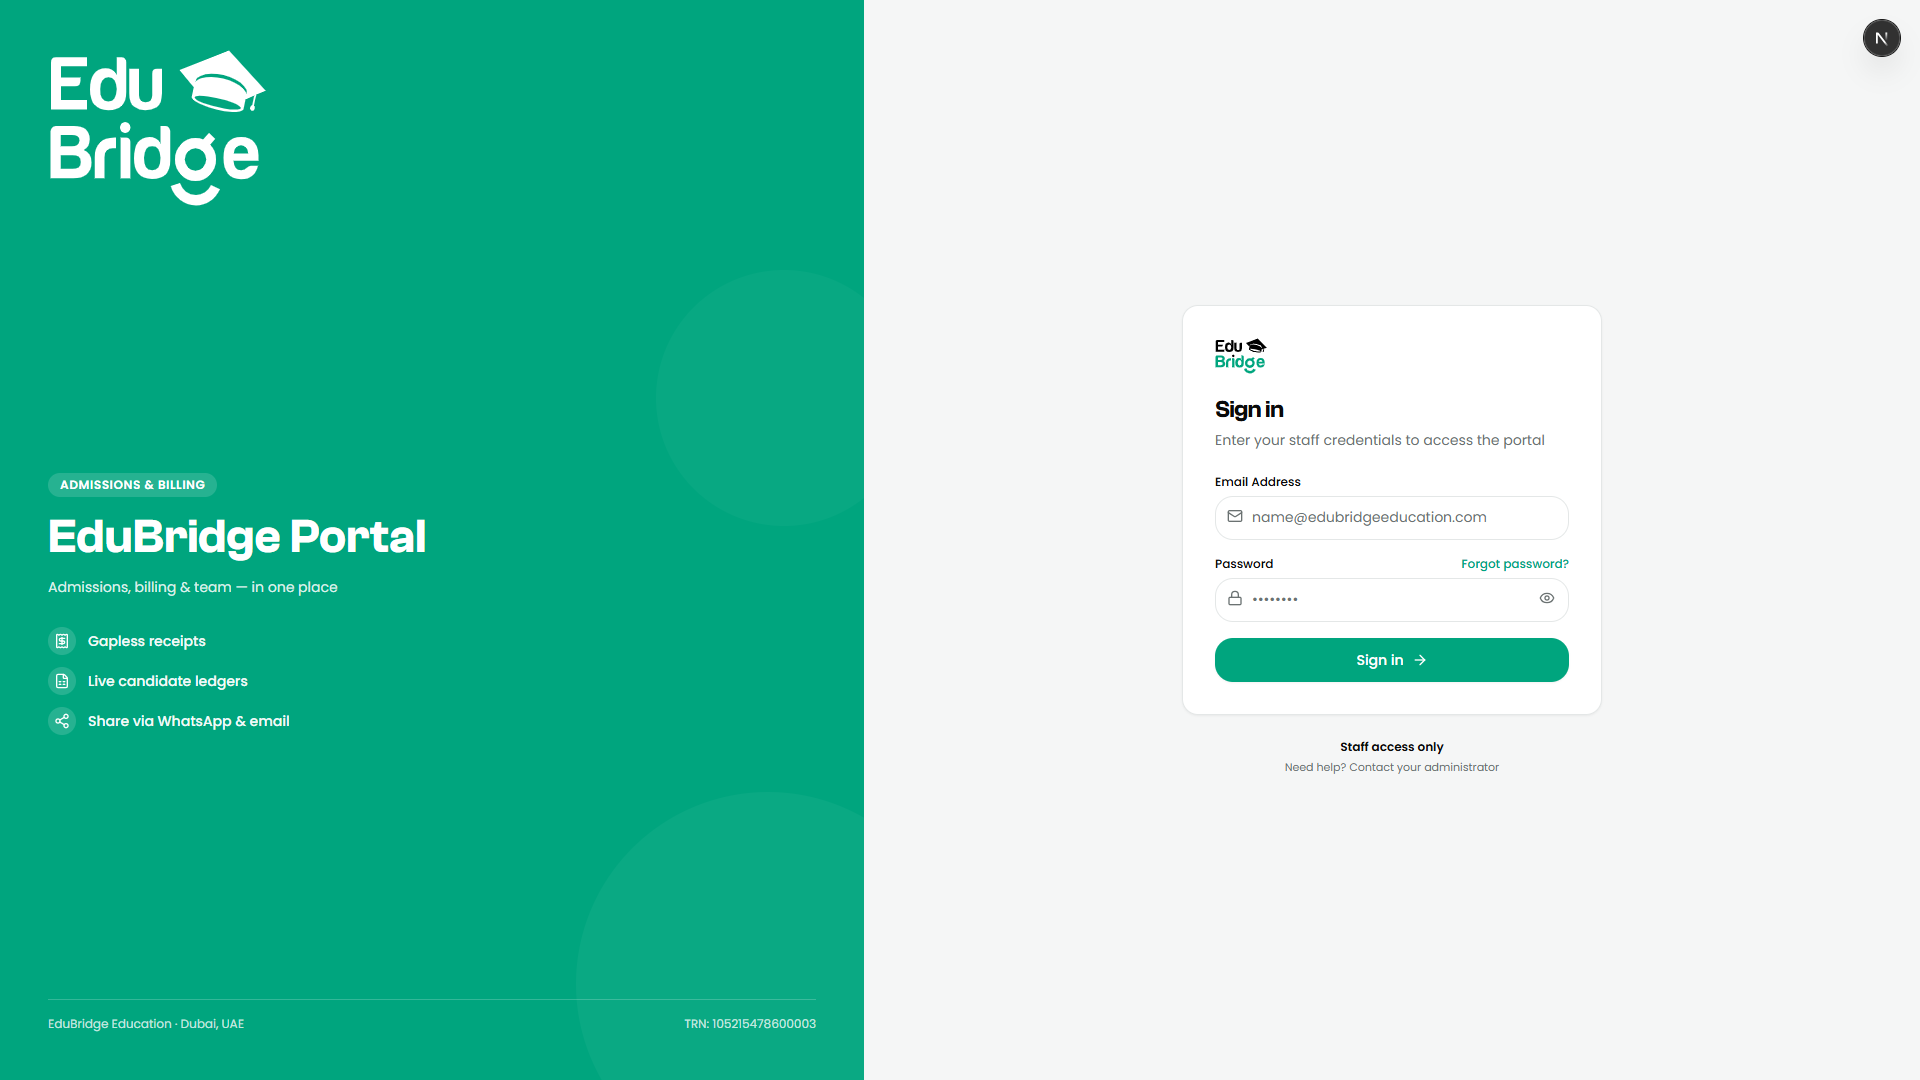 Edu
Bridge
ADMISSIONS & BILLING
EduBridge Portal
Admissions, billing & team — in one place
Gapless receipts
Live candidate ledgers
Share via WhatsApp & email
EduBridge Education · Dubai, UAE
TRN: 105215478600003
N
Edu
Bridge
Sign in
Enter your staff credentials to access the portal
Email Address
name@edubridgeeducation.com
Password
Forgot password?
••••••••
Sign in
Staff access only
Need help? Contact your administrator